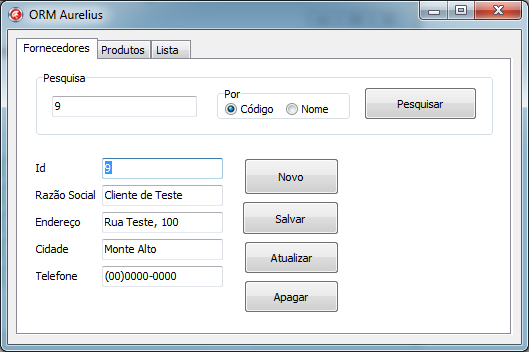 ORM Aurelius
Fornecedores Produtos Lista
Pesquisa
9
Por
Código Nome
Pesquisar
Id 9
Razão Social Cliente de Teste
Endereço Rua Teste, 100
Cidade Monte Alto
Telefone (00)0000-0000
Novo
Salvar
Atualizar
Apagar